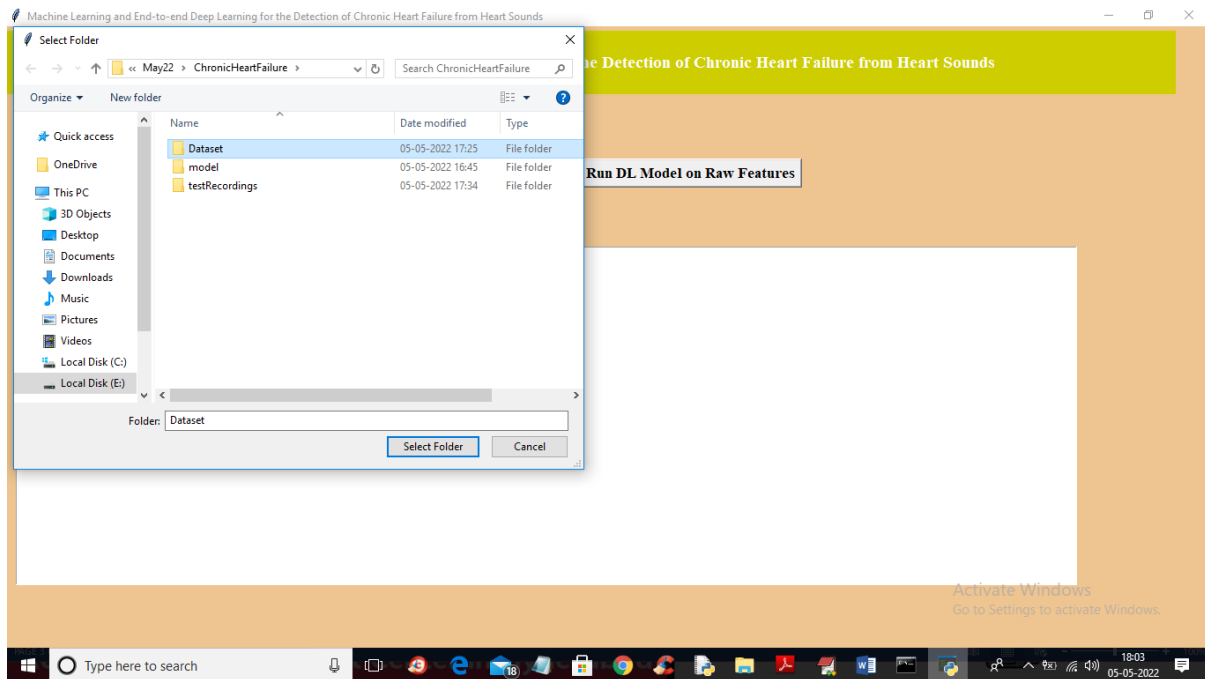 Machine Learning and End-to-end Deep Learning for the Detection of Chronic Heart Failure from Heart Sounds
Select Folder
« May22 › ChronicHeartFailure ›
Search ChronicHeartFailure
e Detection of Chronic Heart Failure from Heart Sounds
Organize
New folder
Name Date modified Type
Quick access
OneDrive
This PC
3D Objects
Desktop
Documents
Downloads
Music
Pictures
Videos
Local Disk (C:)
Local Disk (E:)
Dataset 05-05-2022 17:25 File folder
model 05-05-2022 16:45 File folder
testRecordings 05-05-2022 17:34 File folder
Run DL Model on Raw Features
Folder: Dataset
Select Folder
Cancel
Activate Windows
Go to Settings to activate Windows.
Type here to search
18
18:03
05-05-2022